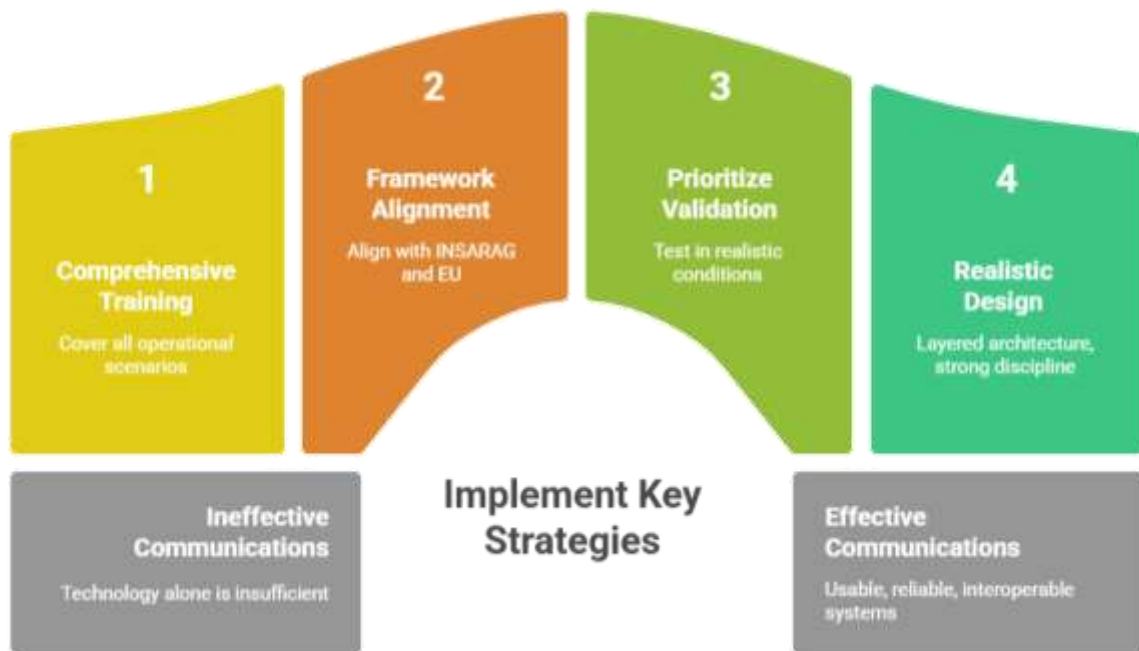 1
Comprehensive
Training
Cover all operational
scenarios
2
Framework
Alignment
Align with INSARAG
and EU
3
Prioritize
Validation
Test in realistic
conditions
4
Realistic
Design
Layered architecture,
strong discipline
Ineffective
Communications
Technology alone is insufficient
Implement Key
Strategies
Effective
Communications
Usable, reliable, interoperable
systems